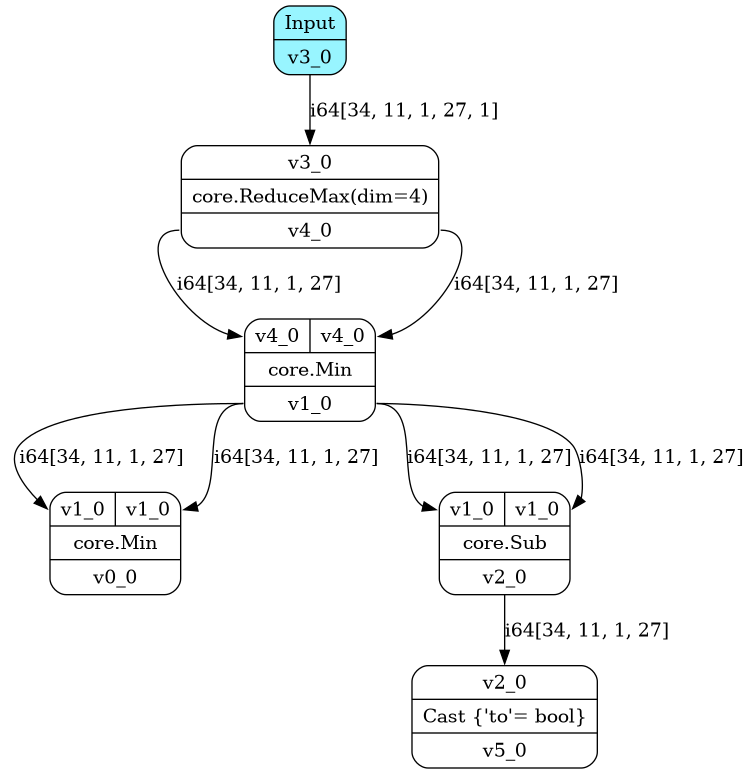 Input
v3_0
i64[34, 11, 1, 27, 1]
v3_0
core.ReduceMax(dim=4)
v4_0
i64[34, 11, 1, 27] i64[34, 11, 1, 27]
v4_0 v4_0
core.Min
v1_0
i64[34, 11, 1, 27] i64[34, 11, 1, 27] i64[34, 11, 1, 27] i64[34, 11, 1, 27]
v1_0 v1_0 v1_0 v1_0
core.Min core.Sub
v0_0 v2_0
i64[34, 11, 1, 27]
v2_0
Cast {'to'= bool}
v5_0